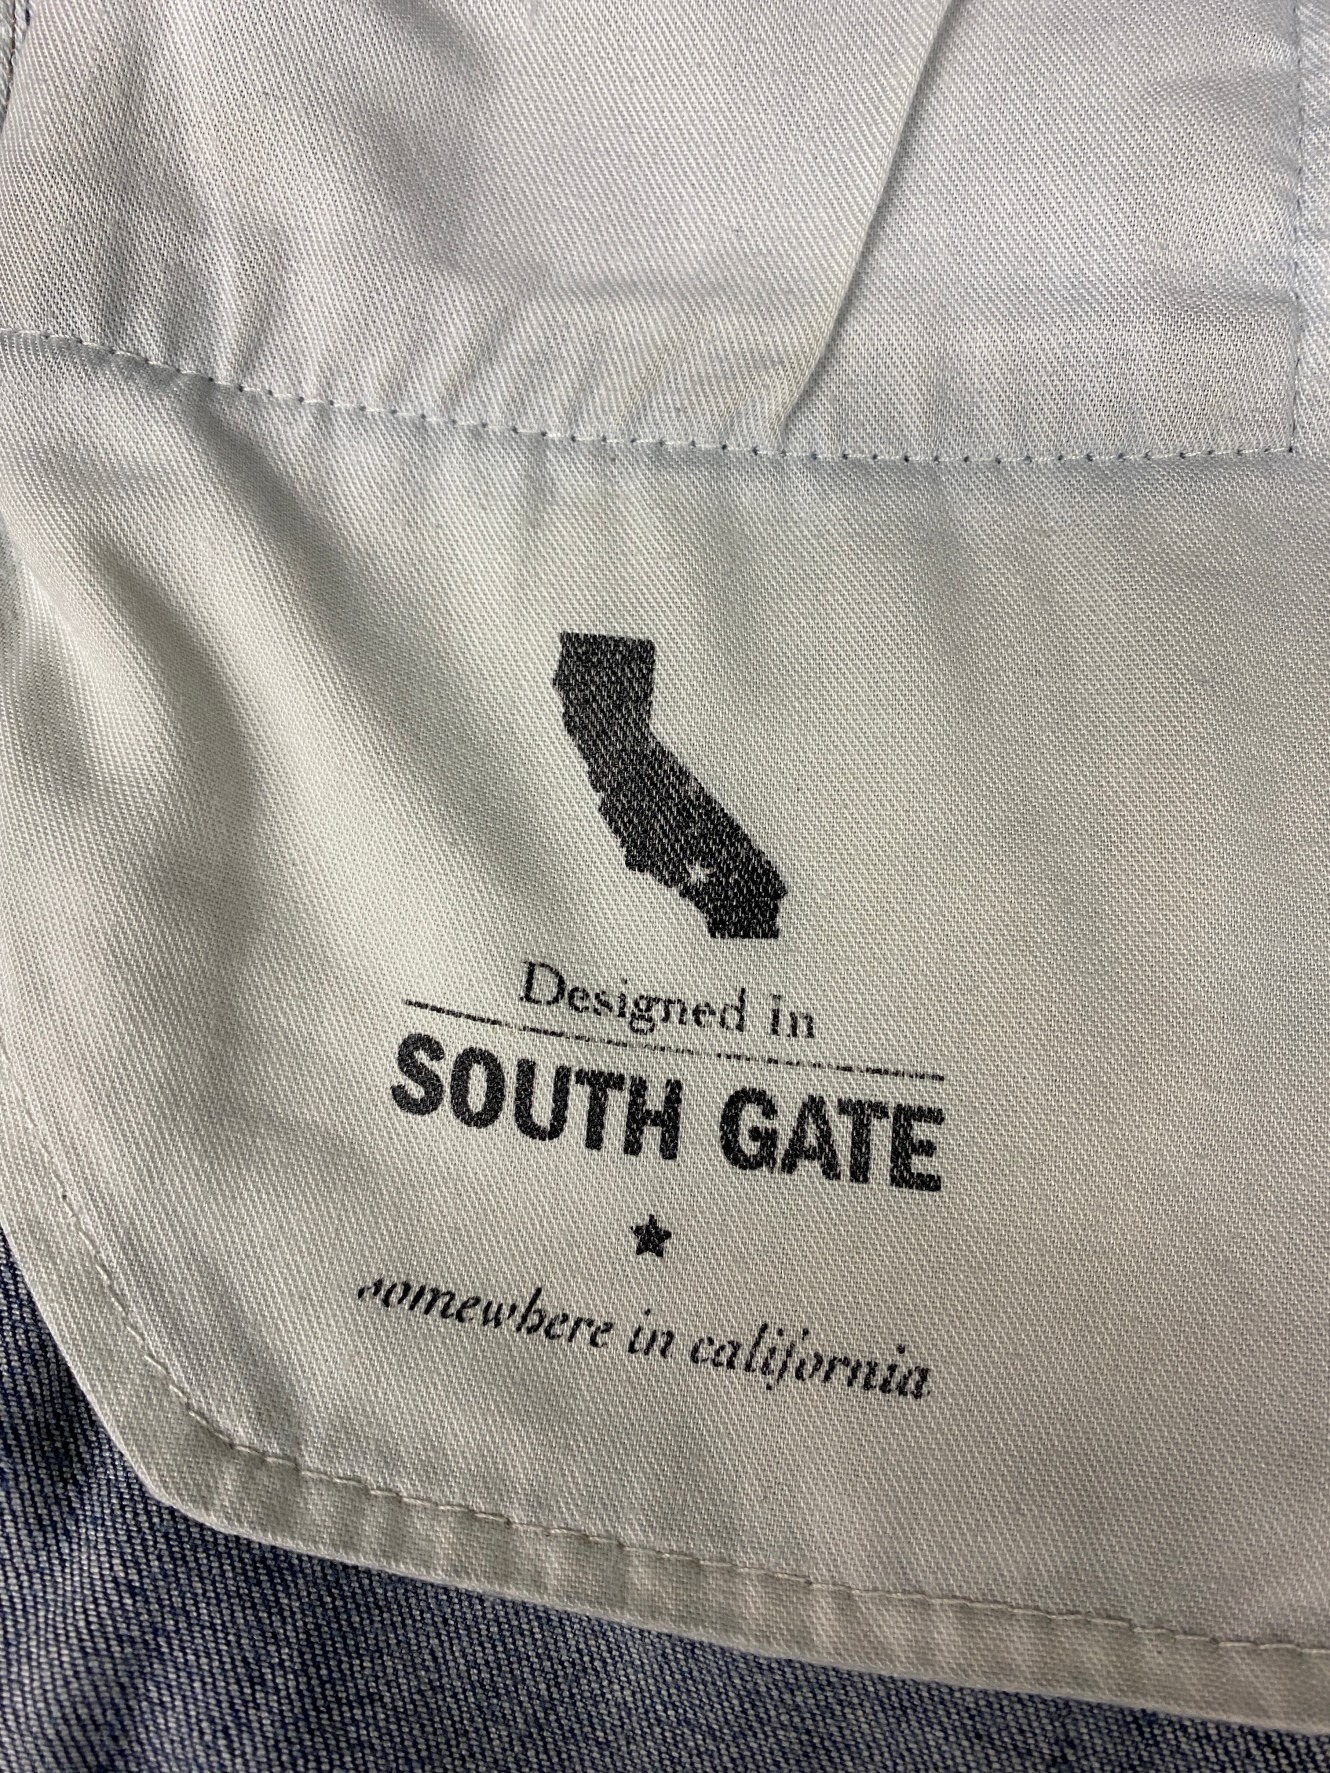 Designed in
SOUTH GATE
somewhere in california